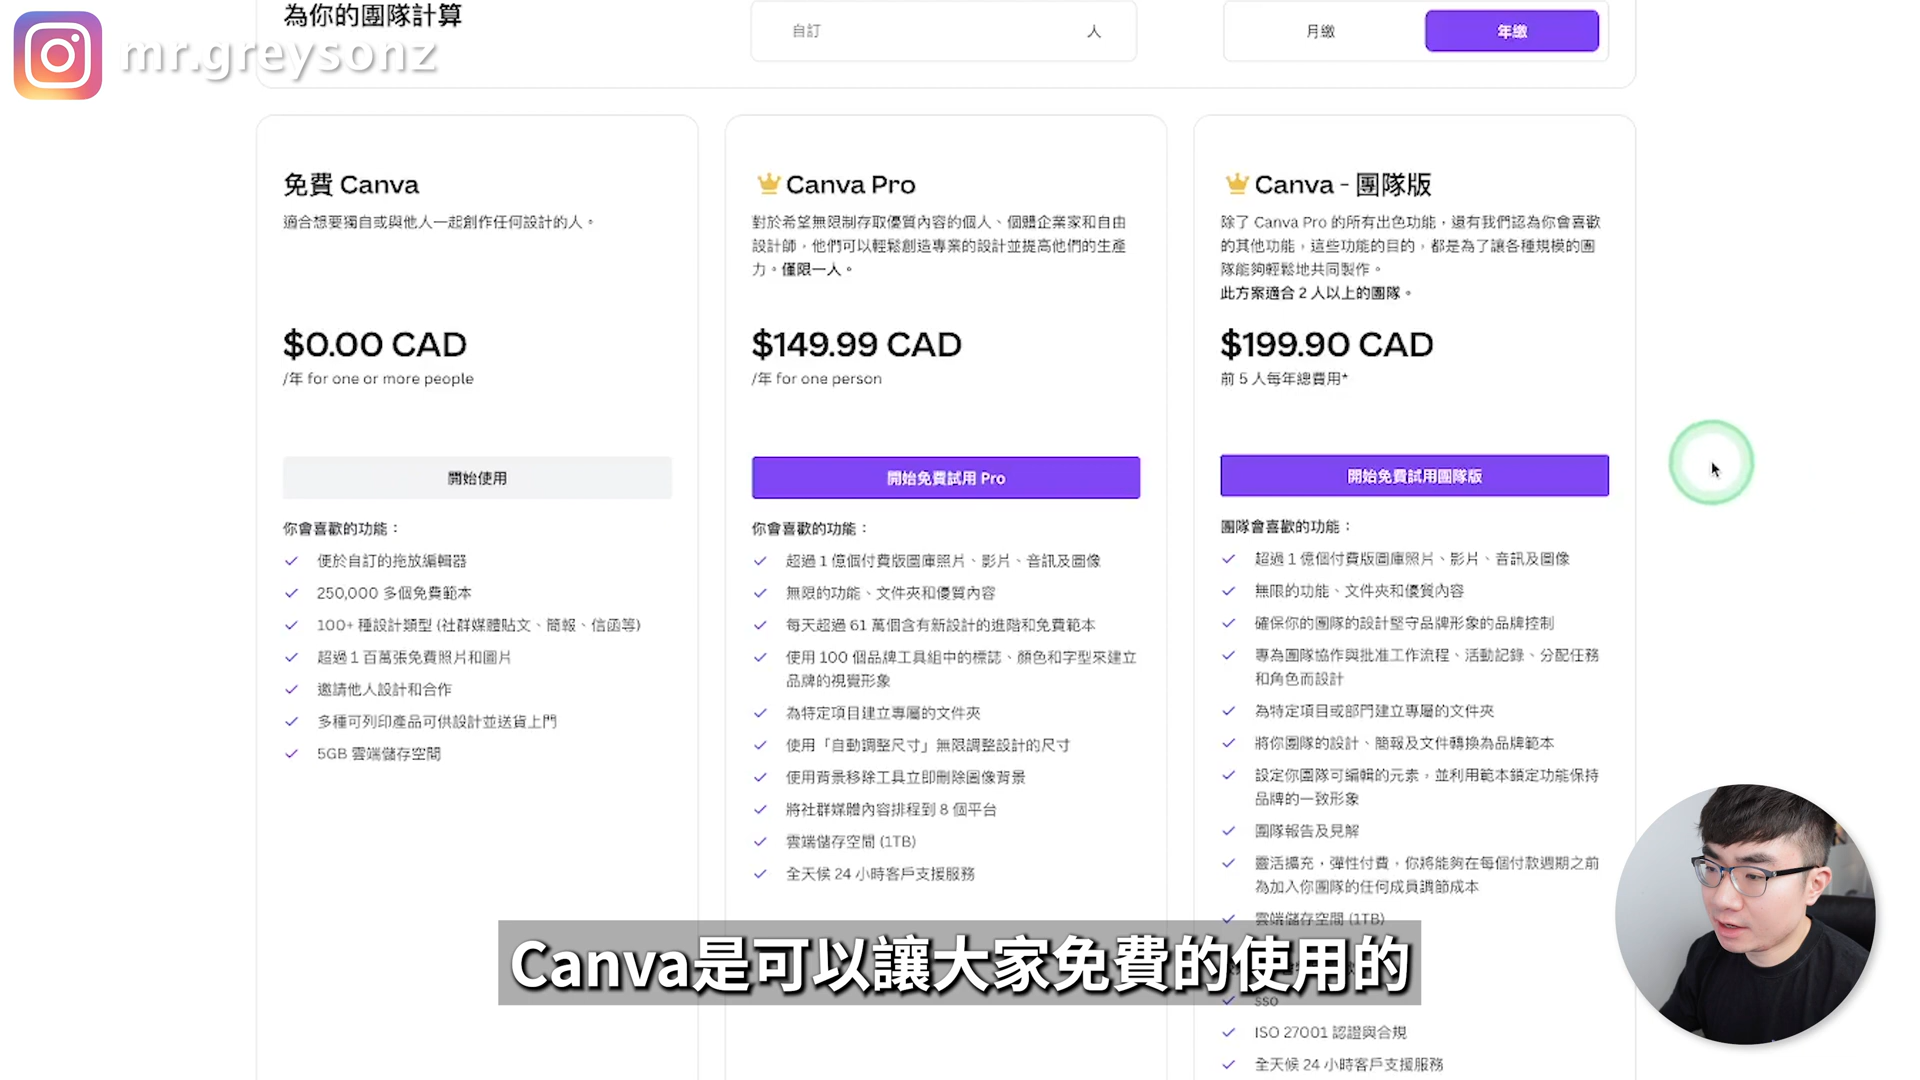 mr.greysonz
為你的團隊計算
自訂
人
月繳
年繳
免費 Canva
適合想要獨自或與他人一起創作任何設計的人。
$0.00 CAD
/年 for one or more people
開始使用
你會喜歡的功能：
便於自訂的拖放編輯器
250,000 多個免費範本
100+ 種設計類型 (社群媒體貼文、簡報、信函等)
超過 1 百萬張免費照片和圖片
邀請他人設計和合作
多種可列印產品可供設計並送貨上門
5GB 雲端儲存空間
Canva Pro
對於希望無限制存取優質內容的個人、個體企業家和自由
設計師，他們可以輕鬆創造專業的設計並提高他們的生產
力。僅限一人。
$149.99 CAD
/年 for one person
開始免費試用 Pro
你會喜歡的功能：
超過 1 億個付費版圖庫照片、影片、音訊及圖像
無限的功能、文件夾和優質內容
每天超過 61 萬個含有新設計的進階和免費範本
使用 100 個品牌工具組中的標誌、顏色和字型來建立
品牌的視覺形象
為特定項目建立專屬的文件夾
使用「自動調整尺寸」無限調整設計的尺寸
使用背景移除工具立即刪除圖像背景
將社群媒體內容排程到 8 個平台
雲端儲存空間 (1TB)
全天候 24 小時客戶支援服務
Canva - 團隊版
除了 Canva Pro 的所有出色功能，還有我們認為你會喜歡
的其他功能，這些功能的目的，都是為了讓各種規模的團
隊能夠輕鬆地共同製作。
此方案適合 2 人以上的團隊。
$199.90 CAD
前 5 人每年總費用*
開始免費試用團隊版
團隊會喜歡的功能：
超過 1 億個付費版圖庫照片、影片、音訊及圖像
無限的功能、文件夾和優質內容
確保你的團隊的設計堅守品牌形象的品牌控制
專為團隊協作與批准工作流程、活動記錄、分配任務
和角色而設計
為特定項目或部門建立專屬的文件夾
將你團隊的設計、簡報及文件轉換為品牌範本
設定你團隊可編輯的元素，並利用範本鎖定功能保持
品牌的一致形象
團隊報告及見解
靈活擴充，彈性付費，你將能夠在每個付款週期之前
為加入你團隊的任何成員調節成本
雲端儲存空間 (1TB)
SSO
ISO 27001 認證與合規
全天候 24 小時客戶支援服務
Canva是可以讓大家免費的使用的